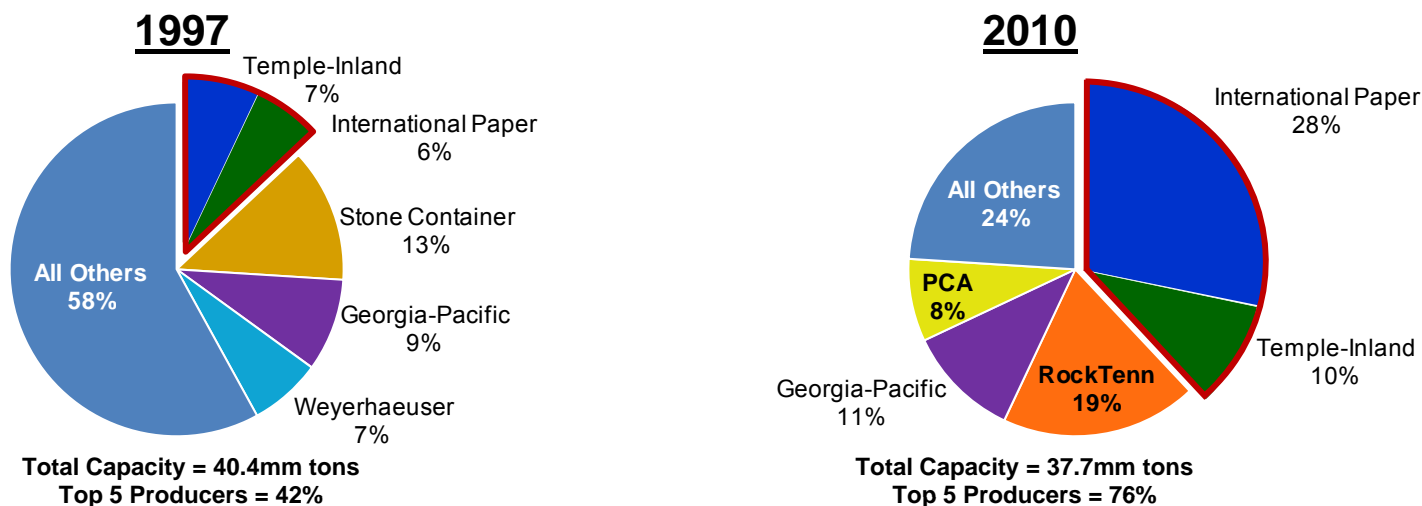 1997
Temple-Inland
7%
International Paper
6%
Stone Container
13%
Georgia-Pacific
9%
Weyerhaeuser
7%
All Others
58%
Total Capacity = 40.4mm tons
Top 5 Producers = 42%
2010
International Paper
28%
Temple-Inland
10%
RockTenn
19%
Georgia-Pacific
11%
PCA
8%
All Others
24%
Total Capacity = 37.7mm tons
Top 5 Producers = 76%